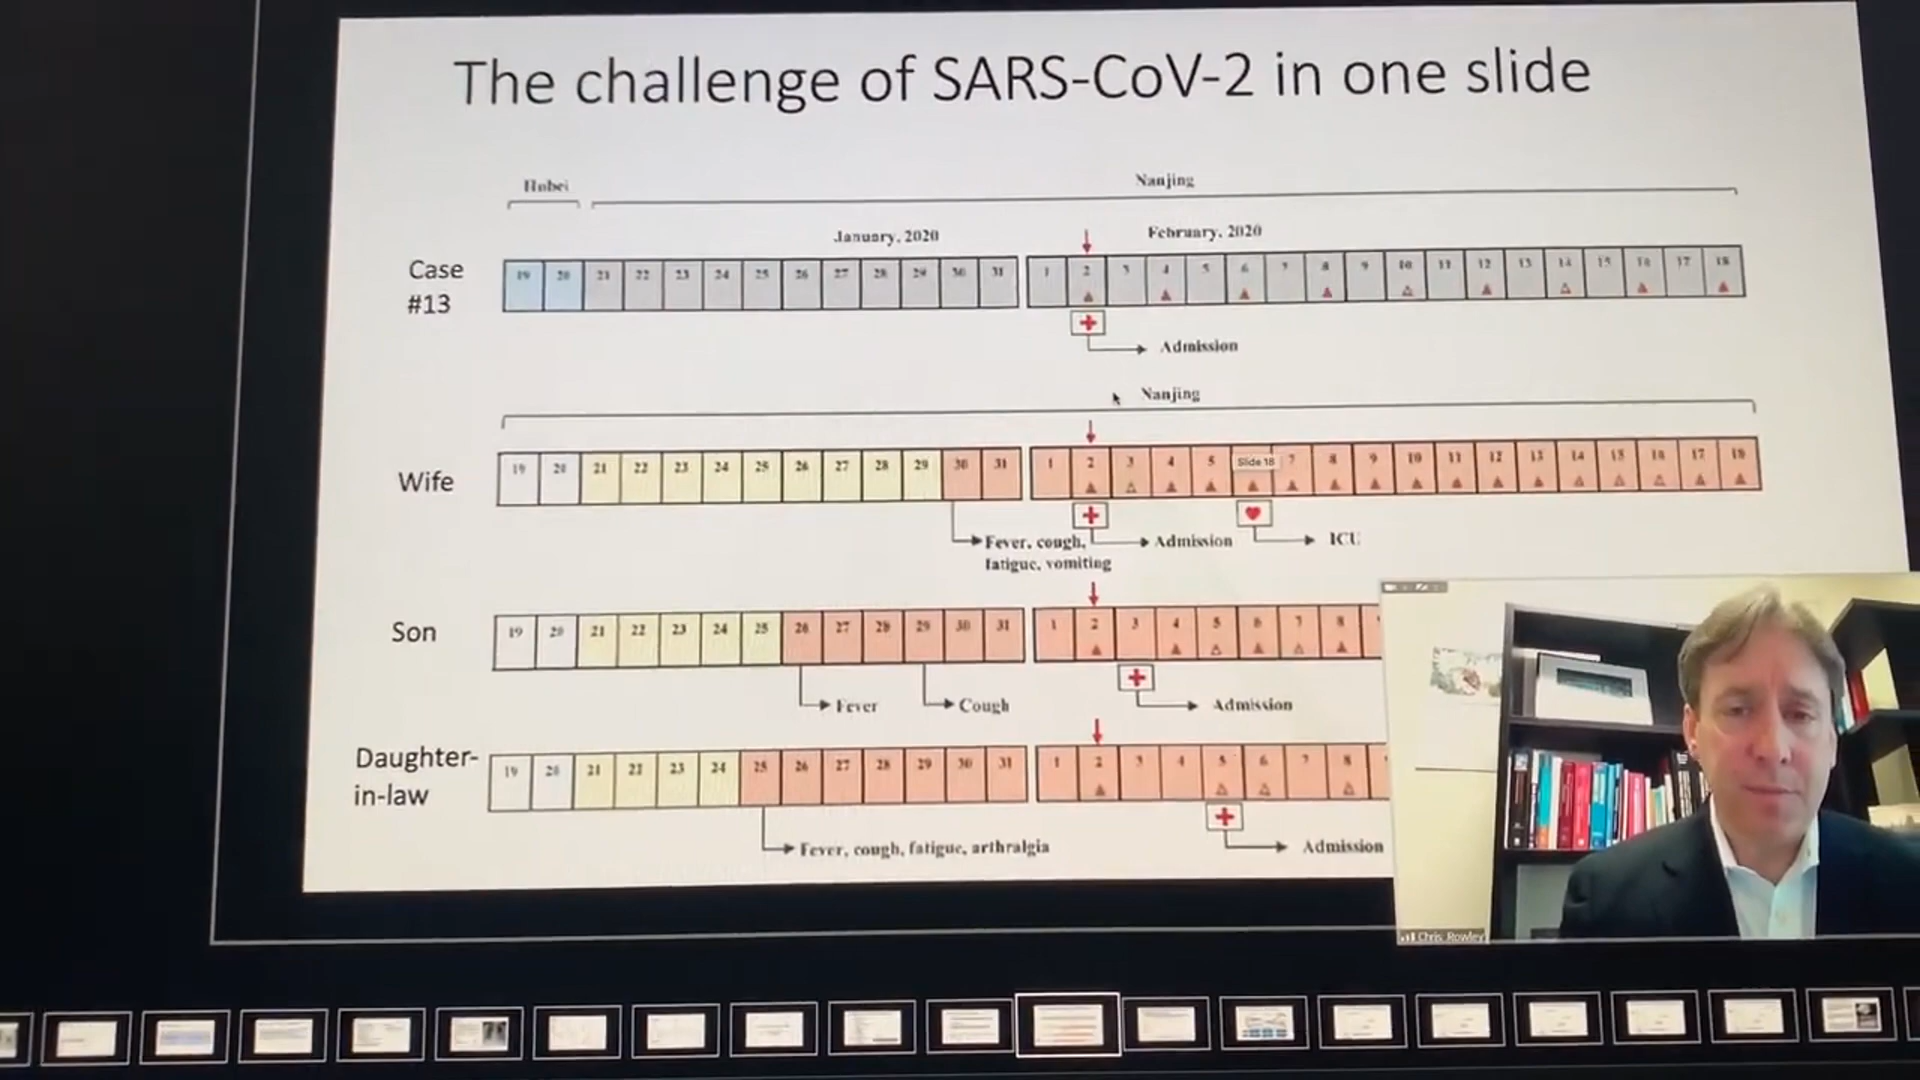 The challenge of SARS-CoV-2 in one slide
Hubei
Nanjing
January, 2020
February, 2020
Case
#13
19 20 21 22 23 24 25 26 27 28 29 30 31 1 2 3 4 5 6 7 8 9 10 11 12 13 14 15 16 17 18
Admission
Nanjing
Wife
19 20 21 22 23 24 25 26 27 28 29 30 31 1 2 3 4 5 Slide 18 7 8 9 10 11 12 13 14 15 16 17 18
Fever, cough,
fatigue, vomiting
Admission
ICU
Son
19 20 21 22 23 24 25 26 27 28 29 30 31 1 2 3 4 5 6 7 8
Fever
Cough
Admission
Daughter-
in-law
19 20 21 22 23 24 25 26 27 28 29 30 31 1 2 3 4 5 6 7 8
Fever, cough, fatigue, arthralgia
Admission
Chris Rowley